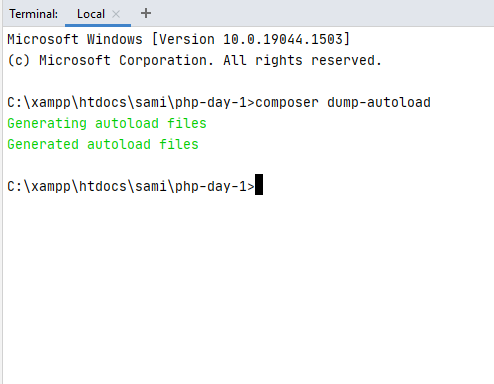 Terminal: Local × +
Microsoft Windows [Version 10.0.19044.1503]
(c) Microsoft Corporation. All rights reserved.
C:\xampp\htdocs\sami\php-day-1>composer dump-autoload
Generating autoload files
Generated autoload files
C:\xampp\htdocs\sami\php-day-1>